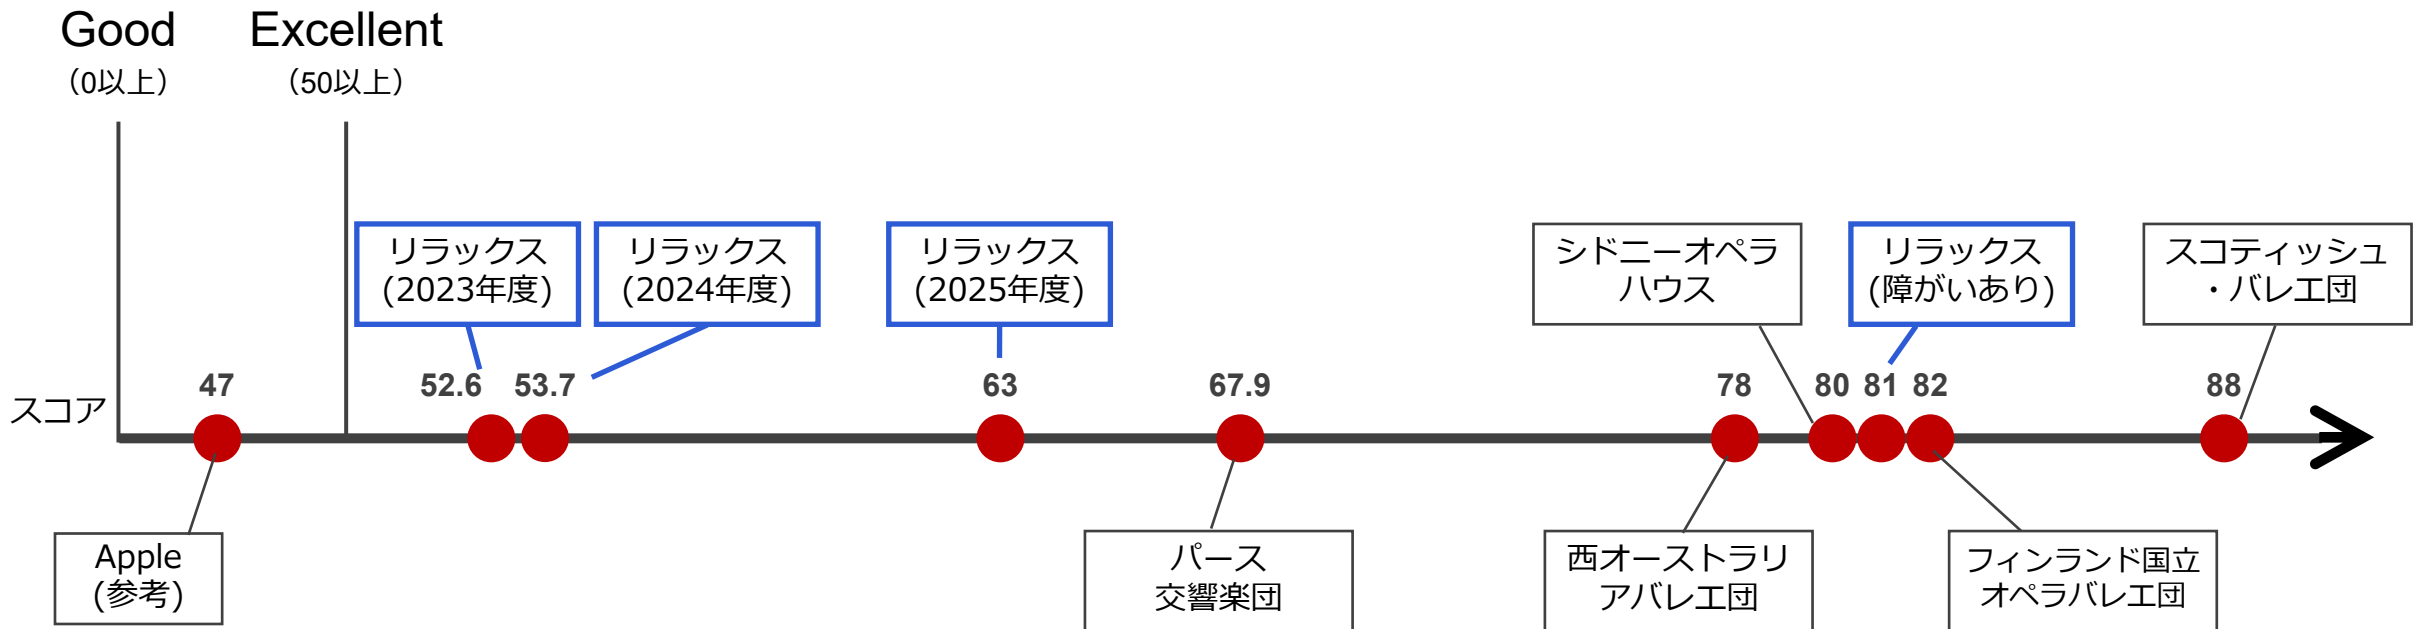 Good
(0以上)
Excellent
(50以上)
リラックス
(2023年度)
リラックス
(2024年度)
リラックス
(2025年度)
シドニーオペラ
ハウス
リラックス
(障がいあり)
スコティッシュ
・バレエ団
スコア
47
52.6
53.7
63
67.9
78
80
81
82
88
Apple
(参考)
パース
交響楽団
西オーストラリ
アバレエ団
フィンランド国立
オペラバレエ団